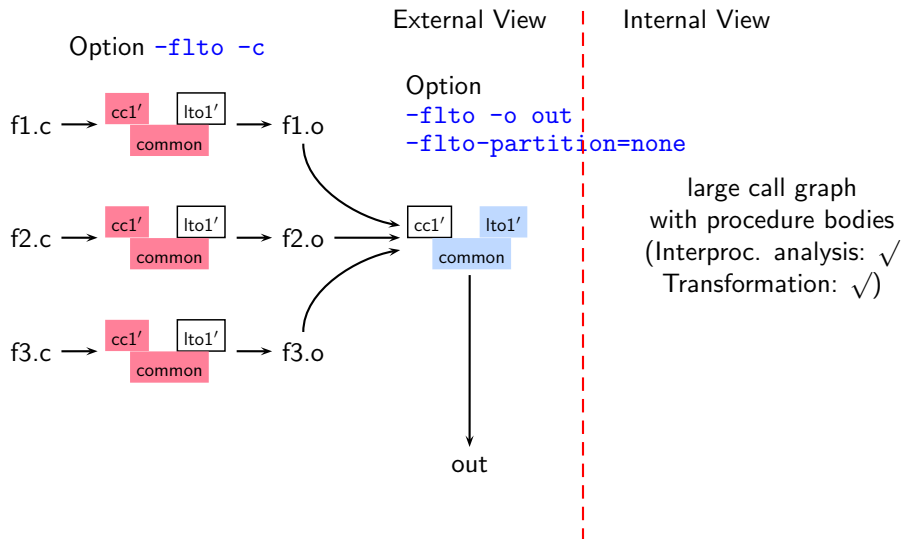 External View
Internal View
Option -flto -c
Option
-flto -o out
-flto-partition=none
f1.c
cc1′
lto1′
common
f1.o
f2.c
cc1′
lto1′
common
f2.o
f3.c
cc1′
lto1′
common
f3.o
cc1′
lto1′
common
out
large call graph
with procedure bodies
(Interproc. analysis: √
Transformation: √)